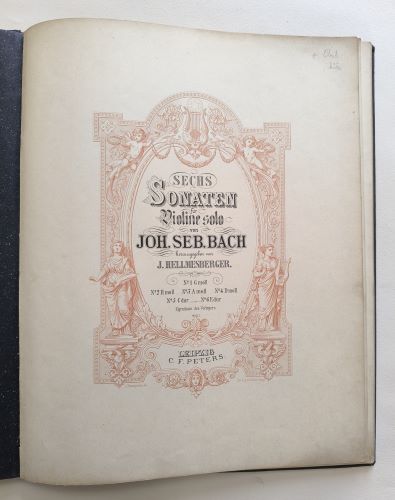 SECHS
SONATEN
für
Violine solo
von
JOH. SEB. BACH
herausgegeben von
J. HELLMESBERGER.
No 1 G moll
No 2 H moll No 3 A moll No 4 D moll
No 5 C dur No 6 E dur
Eigenthum des Verlegers
LEIPZIG
C. F. PETERS.